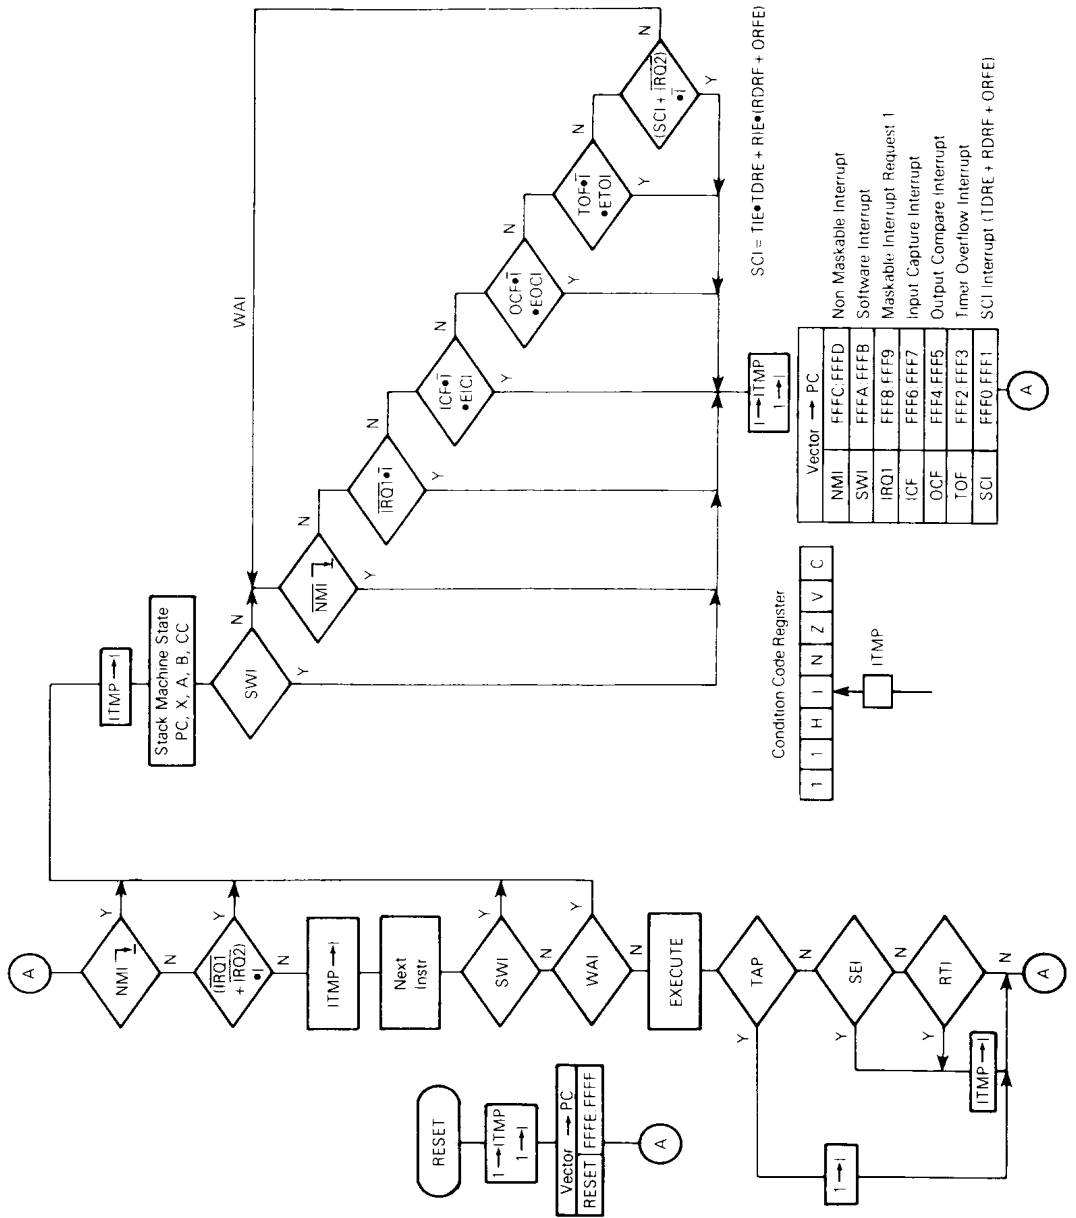 A
NMI
Y
N
(IRQ1
+ IRQ2)
•I
Y
N
ITMP→I
Next
Instr
SWI
Y
N
WAI
Y
N
EXECUTE
TAP
Y
N
SEI
Y
N
RTI
Y
N
ITMP→I
1→I
A
RESET
1→ITMP
1→I
Vector → PC
RESET FFFE:FFFF
A
ITMP→I
Stack Machine State
PC, X, A, B, CC
SWI
N
Y
WAI
NMI
N
Y
IRQ1•I
N
Y
ICF•I
•EICI
N
Y
OCF•I
•EOCI
N
Y
TOF•I
•ETOI
N
Y
(SCI + IRQ2)
•I
N
Y
SCI = TIE•TDRE + RIE•(RDRF + ORFE)
I→ITMP
1→I
Vector → PC
NMI FFFC:FFFD Non Maskable Interrupt
SWI FFFA:FFFB Software Interrupt
IRQ1 FFF8:FFF9 Maskable Interrupt Request 1
ICF FFF6:FFF7 Input Capture Interrupt
OCF FFF4:FFF5 Output Compare Interrupt
TOF FFF2:FFF3 Timer Overflow Interrupt
SCI FFF0:FFF1 SCI Interrupt (TDRE + RDRF + ORFE)
A
Condition Code Register
1 1 H I N Z V C
ITMP